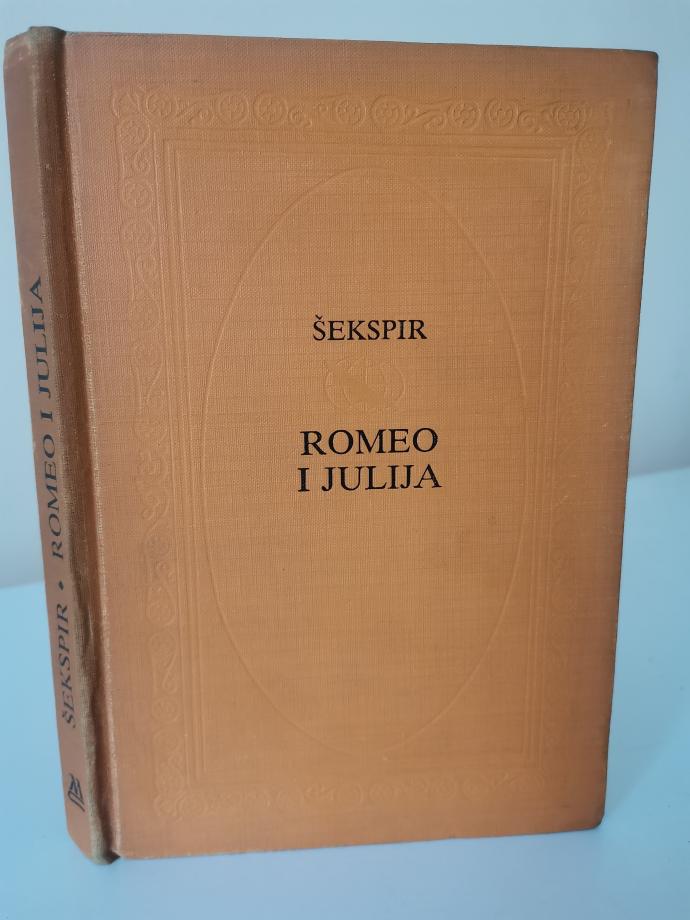 ŠEKSPIR
ROMEO
I JULIJA
ŠEKSPIR • ROMEO I JULIJA